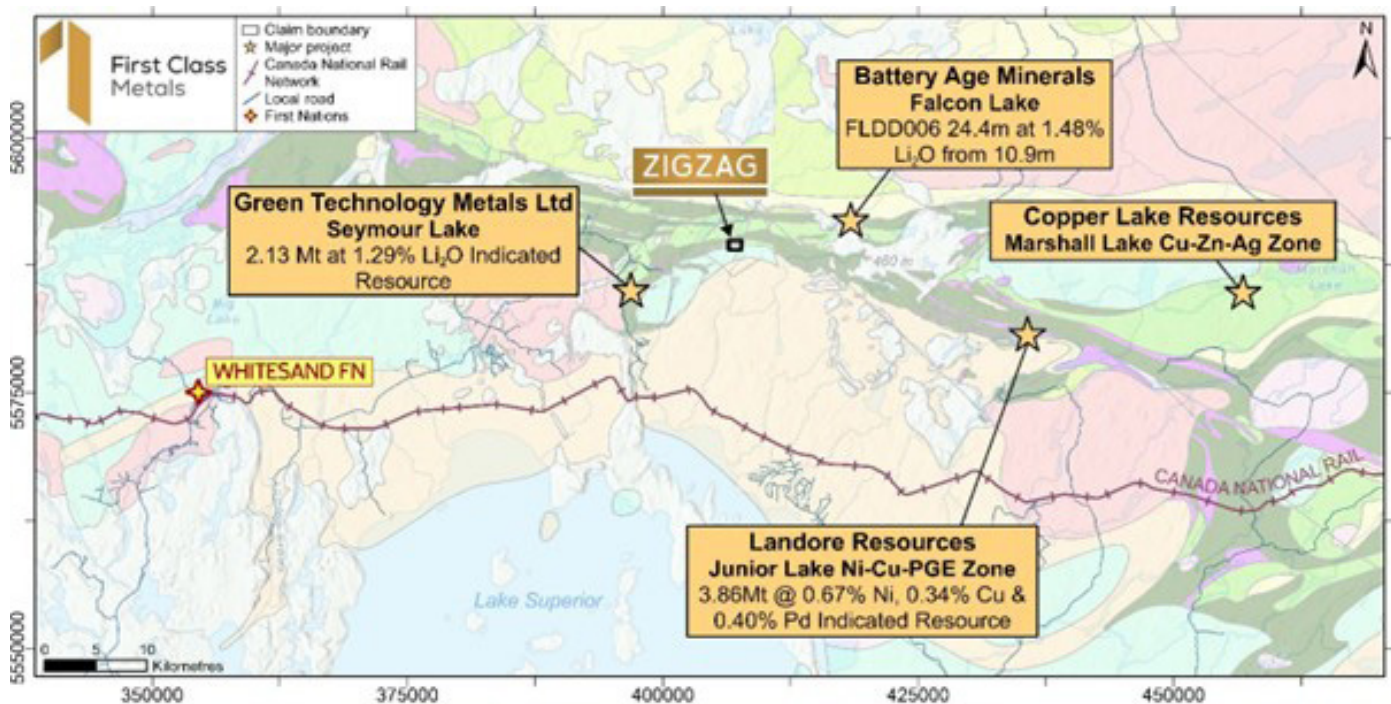 First Class
Metals
Claim boundary
Major project
Canada National Rail
Network
Local road
First Nations
N
Battery Age Minerals
Falcon Lake
FLDD006 24.4m at 1.48%
Li₂O from 10.9m
ZIGZAG
Green Technology Metals Ltd
Seymour Lake
2.13 Mt at 1.29% Li₂O Indicated
Resource
Copper Lake Resources
Marshall Lake Cu-Zn-Ag Zone
460 m
Marshall
Lake
Lake
WHITESAND FN
CANADA NATIONAL RAIL
Landore Resources
Junior Lake Ni-Cu-PGE Zone
3.86Mt @ 0.67% Ni, 0.34% Cu &
0.40% Pd Indicated Resource
Lake Superior
0 5 10
Kilometres
5600000
5575000
5550000
350000 375000 400000 425000 450000